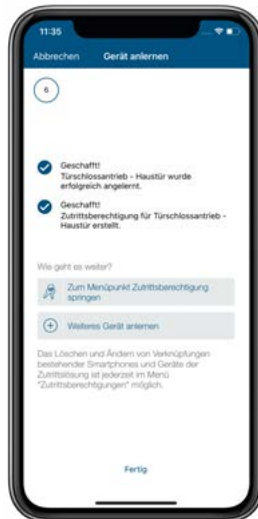 11:35
Abbrechen Gerät anlernen
6
Geschafft!
Türschlossantrieb - Haustür wurde
erfolgreich angelernt.
Geschafft!
Zutrittsberechtigung für Türschlossantrieb -
Haustür erstellt.
Wie geht es weiter?
Zum Menüpunkt Zutrittsberechtigung
springen
Weiteres Gerät anlernen
Das Löschen und Ändern von Verknüpfungen
bestehender Smartphones und Geräte der
Zutrittslösung ist jederzeit im Menü
"Zutrittsberechtigungen" möglich.
Fertig